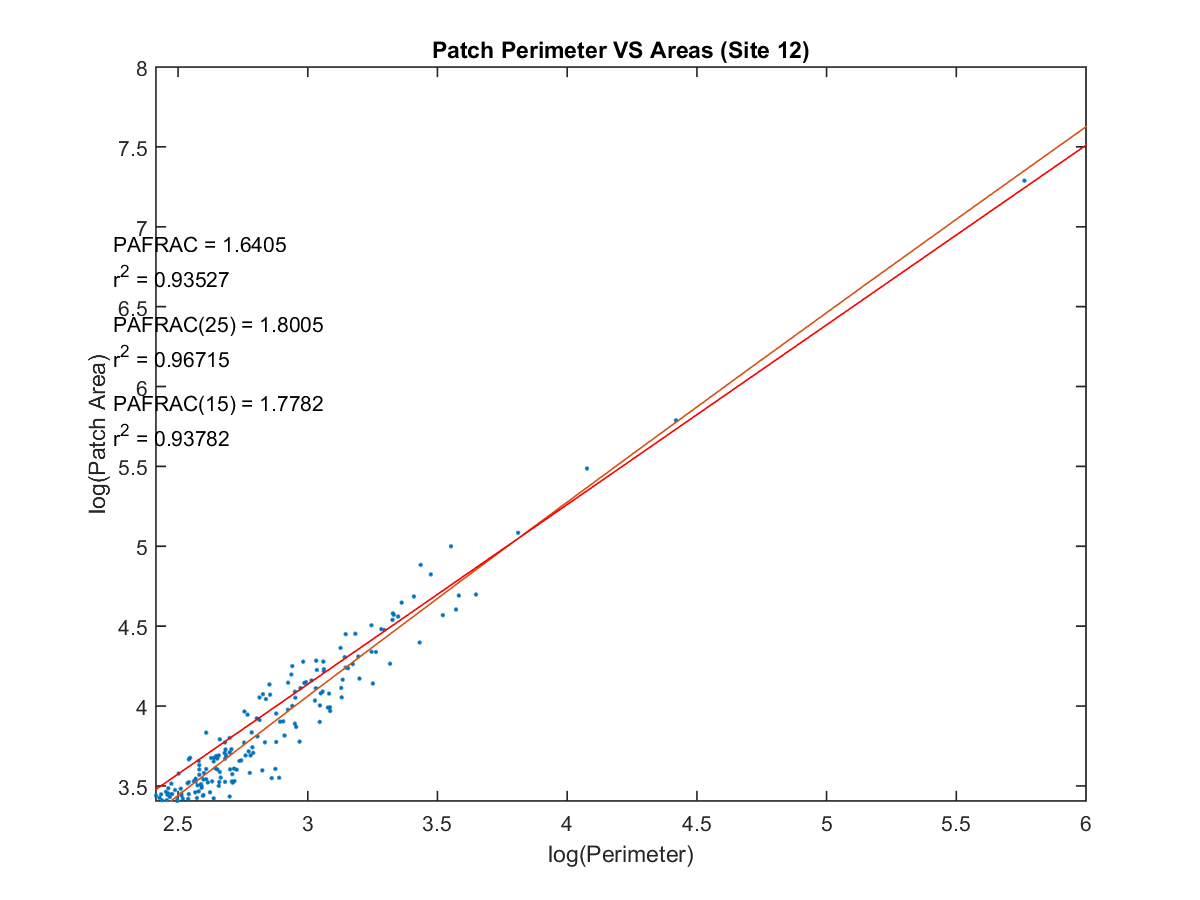 Patch Perimeter VS Areas (Site 12)
8
7.5
7
PAFRAC = 1.6405
r2 = 0.93527
6.5
PAFRAC(25) = 1.8005
r2 = 0.96715
6
PAFRAC(15) = 1.7782
r2 = 0.93782
5.5
5
4.5
4
3.5
log(Patch Area)
2.5 3 3.5 4 4.5 5 5.5 6
log(Perimeter)